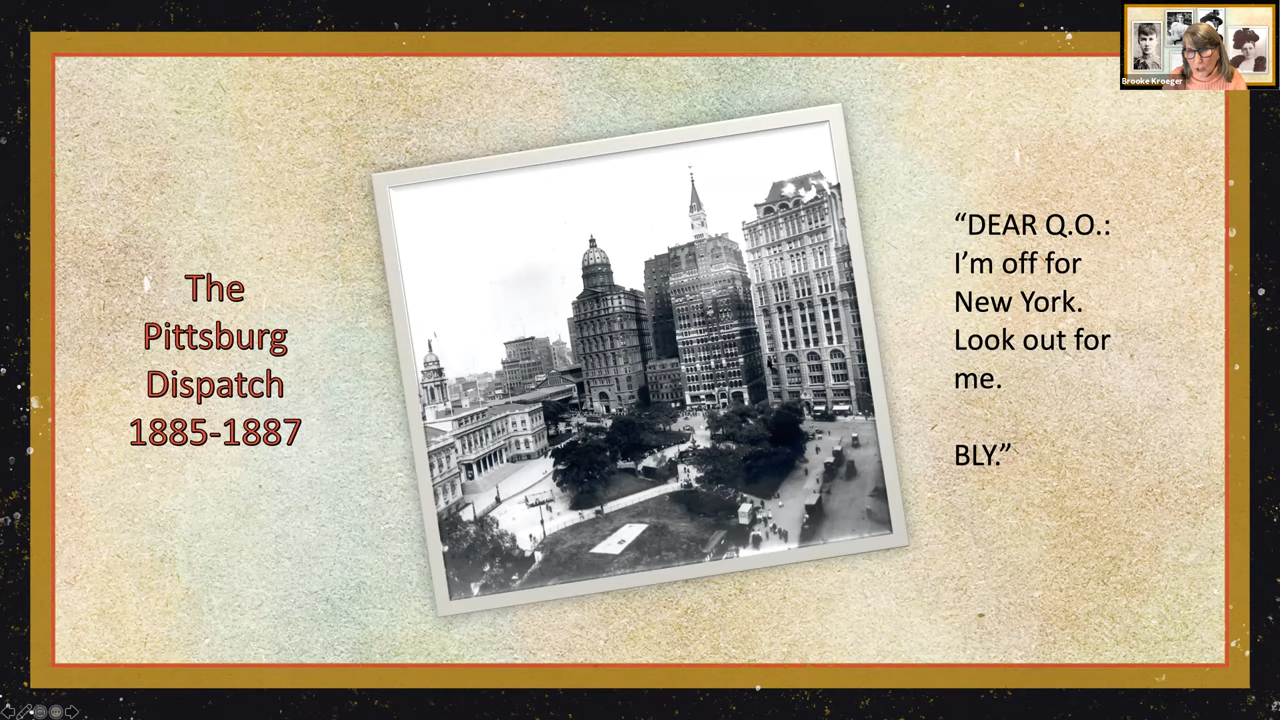 Brooke Kroeger
The
Pittsburg
Dispatch
1885-1887
“DEAR Q.O.:
I’m off for
New York.
Look out for
me.
BLY.”